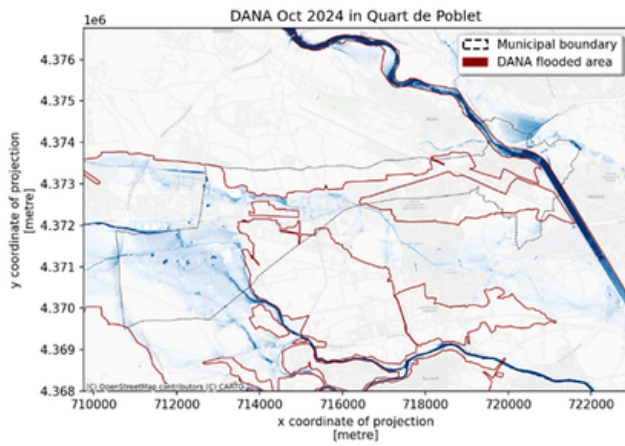 DANA Oct 2024 in Quart de Poblet
1e6
Municipal boundary
DANA flooded area
4.376
4.375
4.374
4.373
4.372
4.371
4.370
4.369
4.368
y coordinate of projection
[metre]
(C) OpenStreetMap contributors (C) CARTO
710000 712000 714000 716000 718000 720000 722000
x coordinate of projection
[metre]